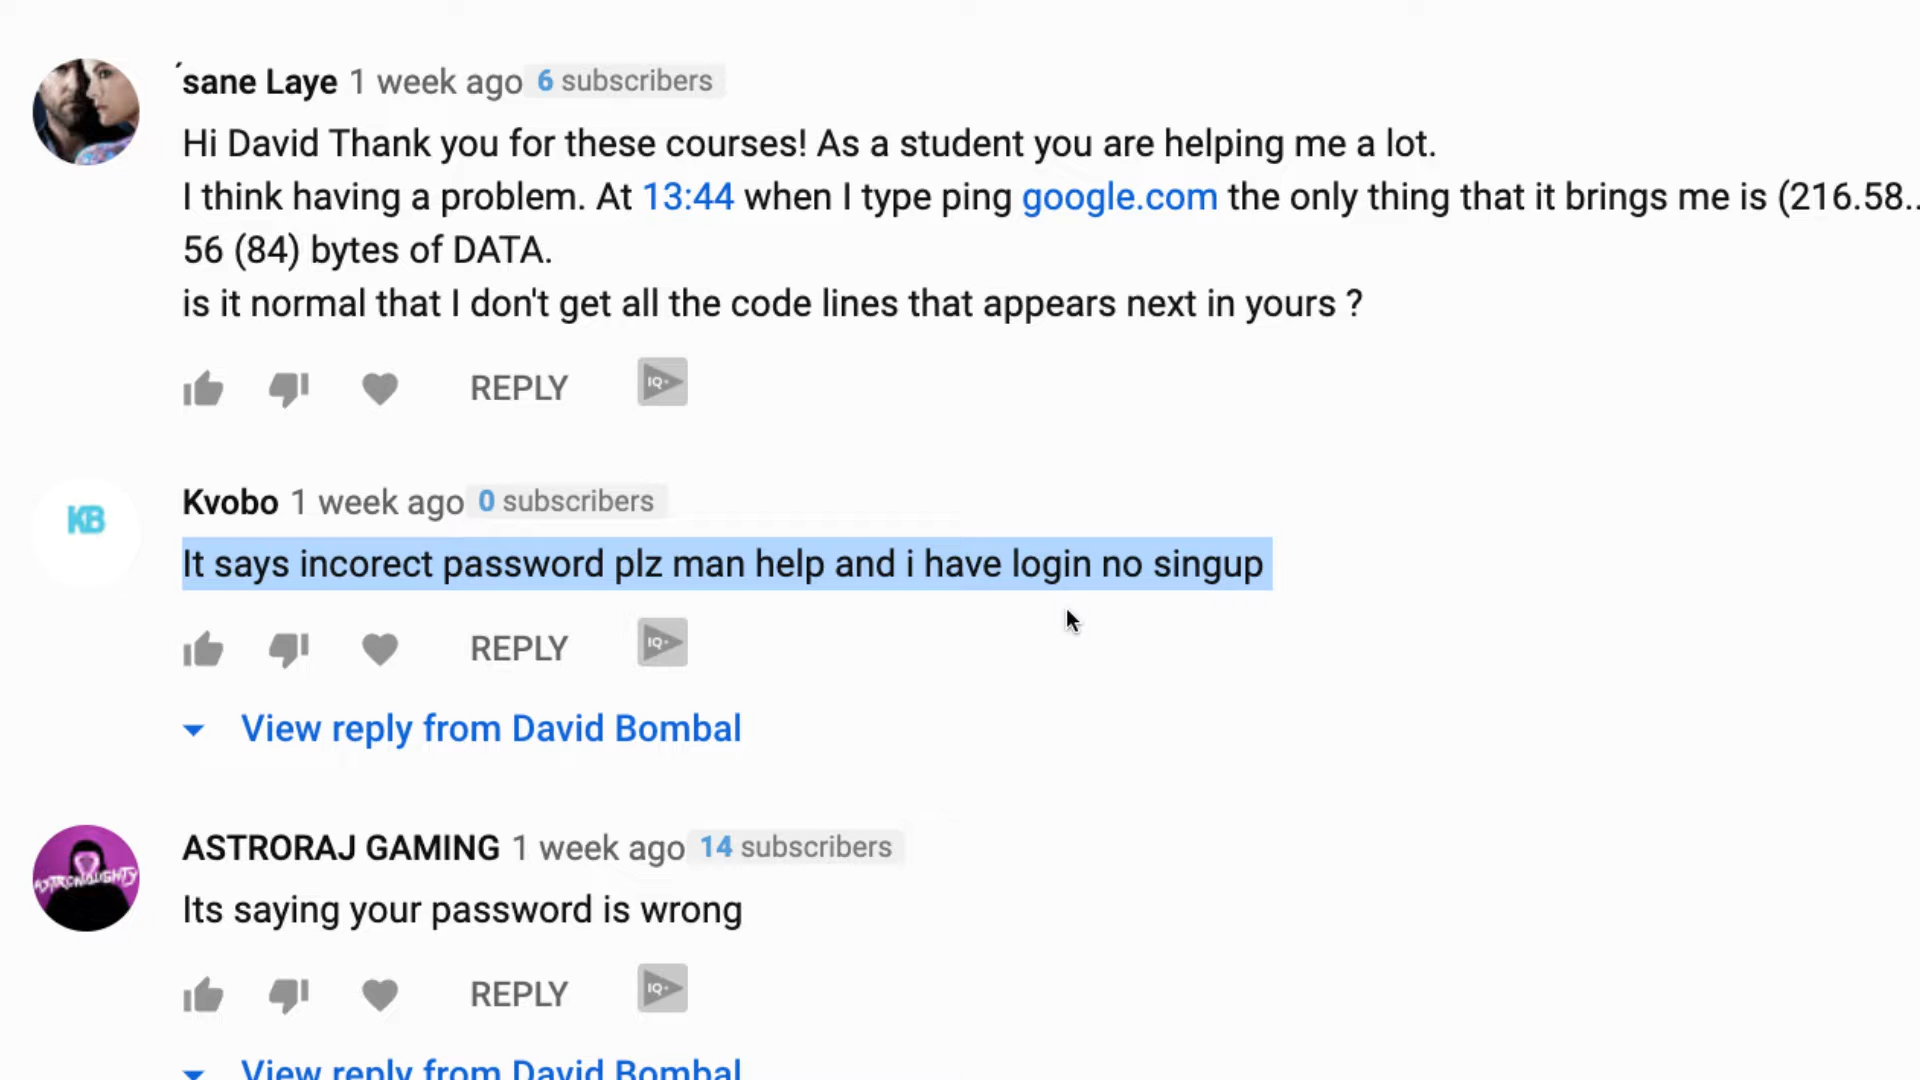 ´sane Laye 1 week ago 6 subscribers
Hi David Thank you for these courses! As a student you are helping me a lot.
I think having a problem. At 13:44 when I type ping google.com the only thing that it brings me is (216.58..
56 (84) bytes of DATA.
is it normal that I don't get all the code lines that appears next in yours ?
REPLY IQ+
KB
Kvobo 1 week ago 0 subscribers
It says incorect password plz man help and i have login no singup
REPLY IQ+
View reply from David Bombal
ASTRORAJ GAMING 1 week ago 14 subscribers
Its saying your password is wrong
REPLY IQ+
View reply from David Bombal